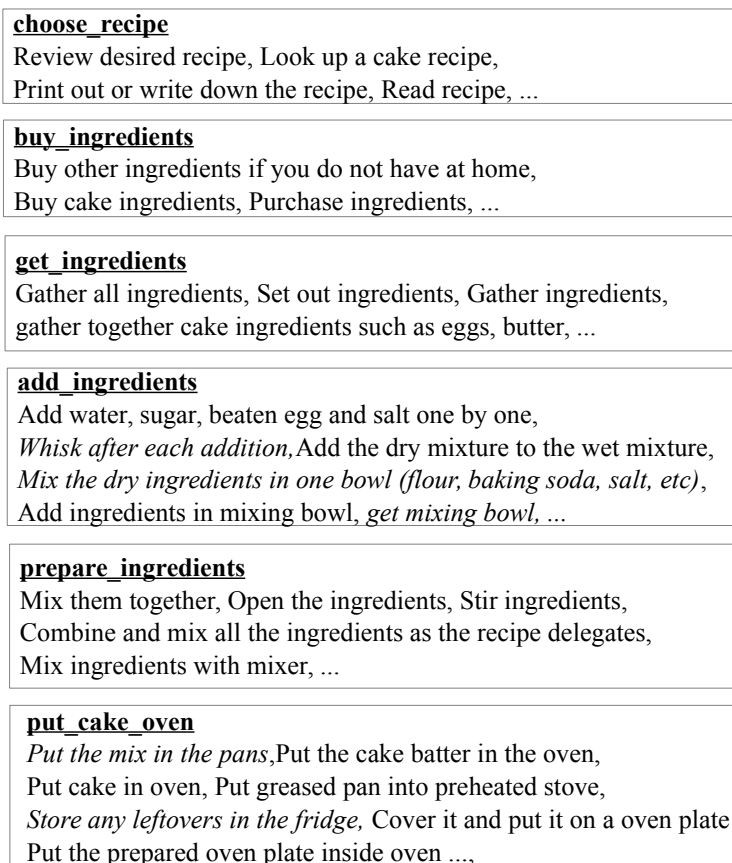 choose_recipe
Review desired recipe, Look up a cake recipe,
Print out or write down the recipe, Read recipe, ...
buy_ingredients
Buy other ingredients if you do not have at home,
Buy cake ingredients, Purchase ingredients, ...
get_ingredients
Gather all ingredients, Set out ingredients, Gather ingredients,
gather together cake ingredients such as eggs, butter, ...
add_ingredients
Add water, sugar, beaten egg and salt one by one,
Whisk after each addition,Add the dry mixture to the wet mixture,
Mix the dry ingredients in one bowl (flour, baking soda, salt, etc),
Add ingredients in mixing bowl, get mixing bowl, ...
prepare_ingredients
Mix them together, Open the ingredients, Stir ingredients,
Combine and mix all the ingredients as the recipe delegates,
Mix ingredients with mixer, ...
put_cake_oven
Put the mix in the pans,Put the cake batter in the oven,
Put cake in oven, Put greased pan into preheated stove,
Store any leftovers in the fridge, Cover it and put it on a oven plate
Put the prepared oven plate inside oven ...,